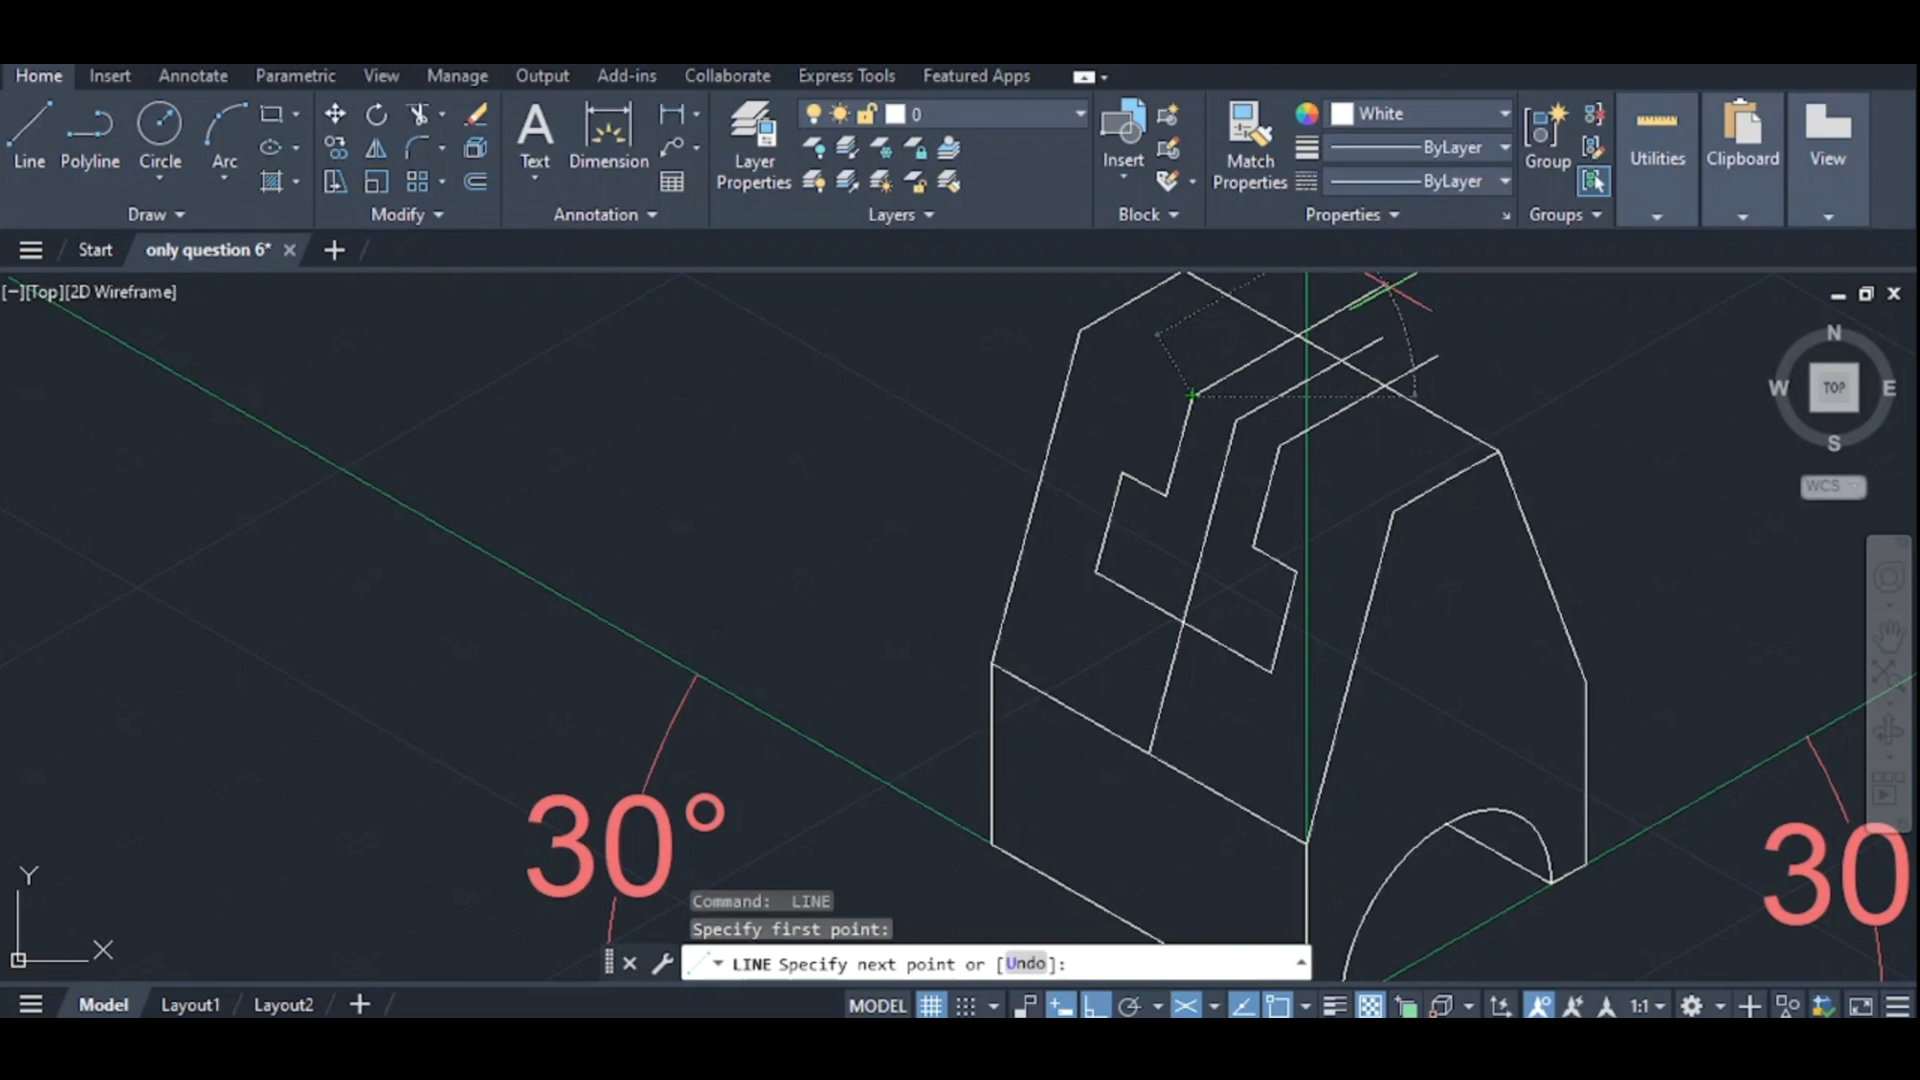 Home Insert Annotate Parametric View Manage Output Add-ins Collaborate Express Tools Featured Apps
0
White
ByLayer
ByLayer
Line Polyline Circle Arc
Text Dimension
Layer Properties
Insert
Match Properties
Group
Utilities Clipboard View
Draw Modify Annotation Layers Block Properties Groups
Start only question 6*
[−][Top][2D Wireframe]
N
W TOP E
S
WCS
30°
30
Y
X
Command: LINE
Specify first point:
LINE Specify next point or [Undo]:
Model Layout1 Layout2
MODEL 1:1